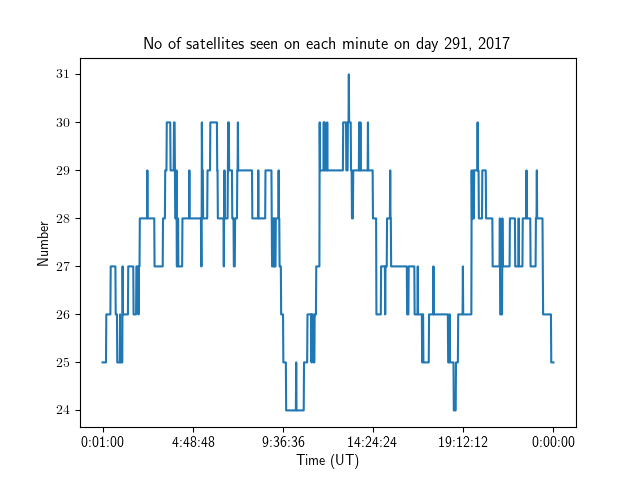 No of satellites seen on each minute on day 291, 2017
31
30
29
28
27
26
25
24
Number
0:01:00 4:48:48 9:36:36 14:24:24 19:12:12 0:00:00
Time (UT)